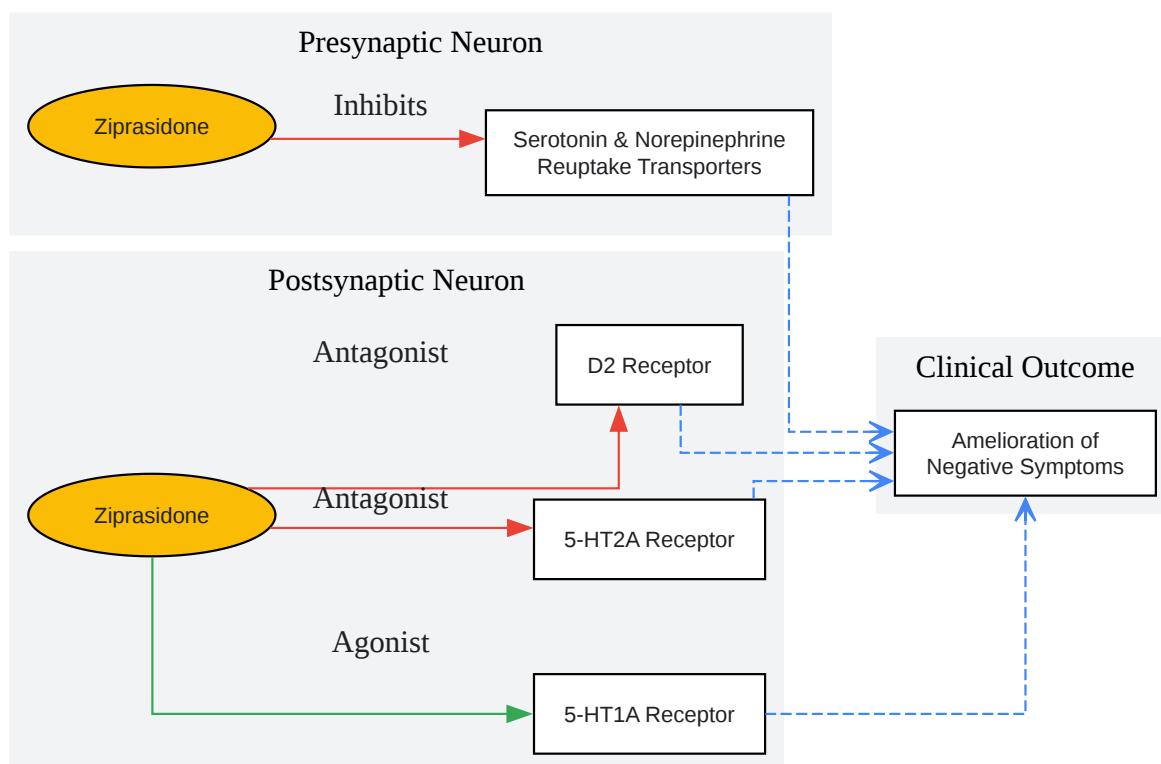 Presynaptic Neuron
Inhibits
Ziprasidone
Serotonin & Norepinephrine
Reuptake Transporters
Postsynaptic Neuron
Antagonist
D2 Receptor
Clinical Outcome
Amelioration of
Negative Symptoms
Antagonist
Ziprasidone
5-HT2A Receptor
Agonist
5-HT1A Receptor